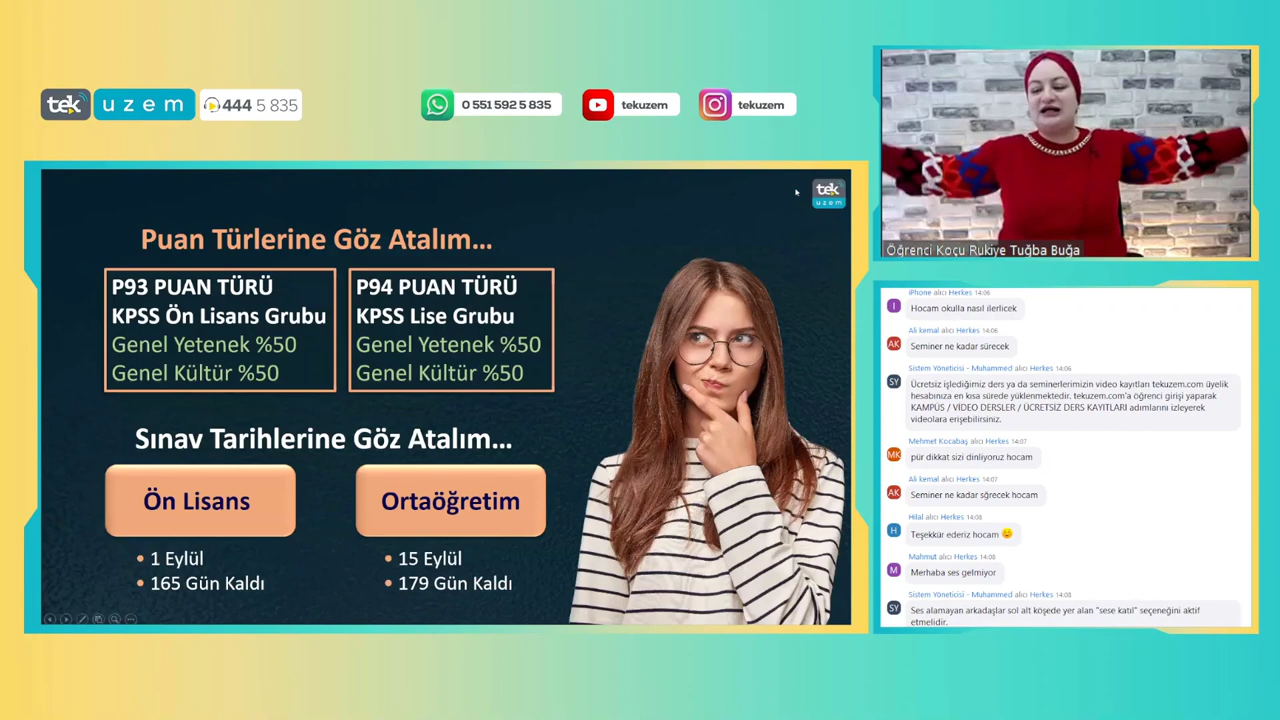 tek uzem 444 5 835
0 551 592 5 835
tekuzem
tekuzem
tek
uzem
Puan Türlerine Göz Atalım...
P93 PUAN TÜRÜ
KPSS Ön Lisans Grubu
Genel Yetenek %50
Genel Kültür %50
P94 PUAN TÜRÜ
KPSS Lise Grubu
Genel Yetenek %50
Genel Kültür %50
Sınav Tarihlerine Göz Atalım...
Ön Lisans
• 1 Eylül
• 165 Gün Kaldı
Ortaöğretim
• 15 Eylül
• 179 Gün Kaldı
Öğrenci Koçu Rukiye Tuğba Buğa
iPhone alıcı Herkes 14:06
I
Hocam okulla nasıl ilerlicek
Ali kemal alıcı Herkes 14:06
AK
Seminer ne kadar sürecek
Sistem Yöneticisi - Muhammed alıcı Herkes 14:06
SY
Ücretsiz işlediğimiz ders ya da seminerlerimizin video kayıtları tekuzem.com üyelik
hesabınıza en kısa sürede yüklenmektedir. tekuzem.com'a öğrenci girişi yaparak
KAMPÜS / VİDEO DERSLER / ÜCRETSİZ DERS KAYITLARI adımlarını izleyerek
videolara erişebilirsiniz.
Mehmet Kocabaş alıcı Herkes 14:07
MK
pür dikkat sizi dinliyoruz hocam
Ali kemal alıcı Herkes 14:07
AK
Seminer ne kadar sğrecek hocam
Hilal alıcı Herkes 14:08
H
Teşekkür ederiz hocam 😊
Mahmut alıcı Herkes 14:08
M
Merhaba ses gelmiyor
Sistem Yöneticisi - Muhammed alıcı Herkes 14:08
SY
Ses alamayan arkadaşlar sol alt köşede yer alan "sese katıl" seçeneğini aktif
etmelidir.